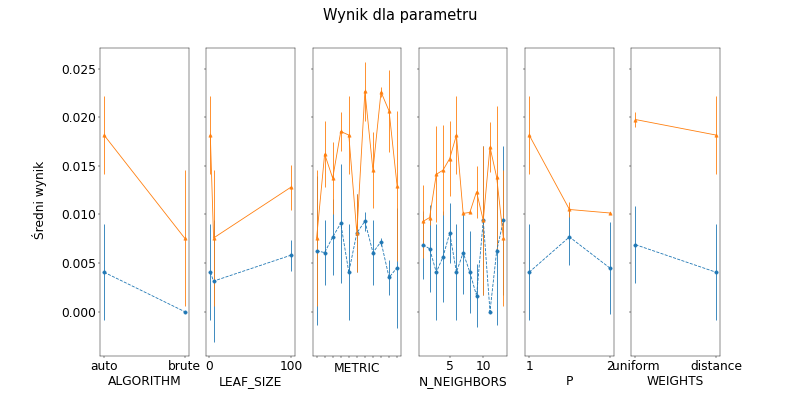 Wynik dla parametru
Średni wynik
0.025
0.020
0.015
0.010
0.005
0.000
auto brute
ALGORITHM
0 100
LEAF_SIZE
METRIC
5 10
N_NEIGHBORS
1 2
P
uniform distance
WEIGHTS